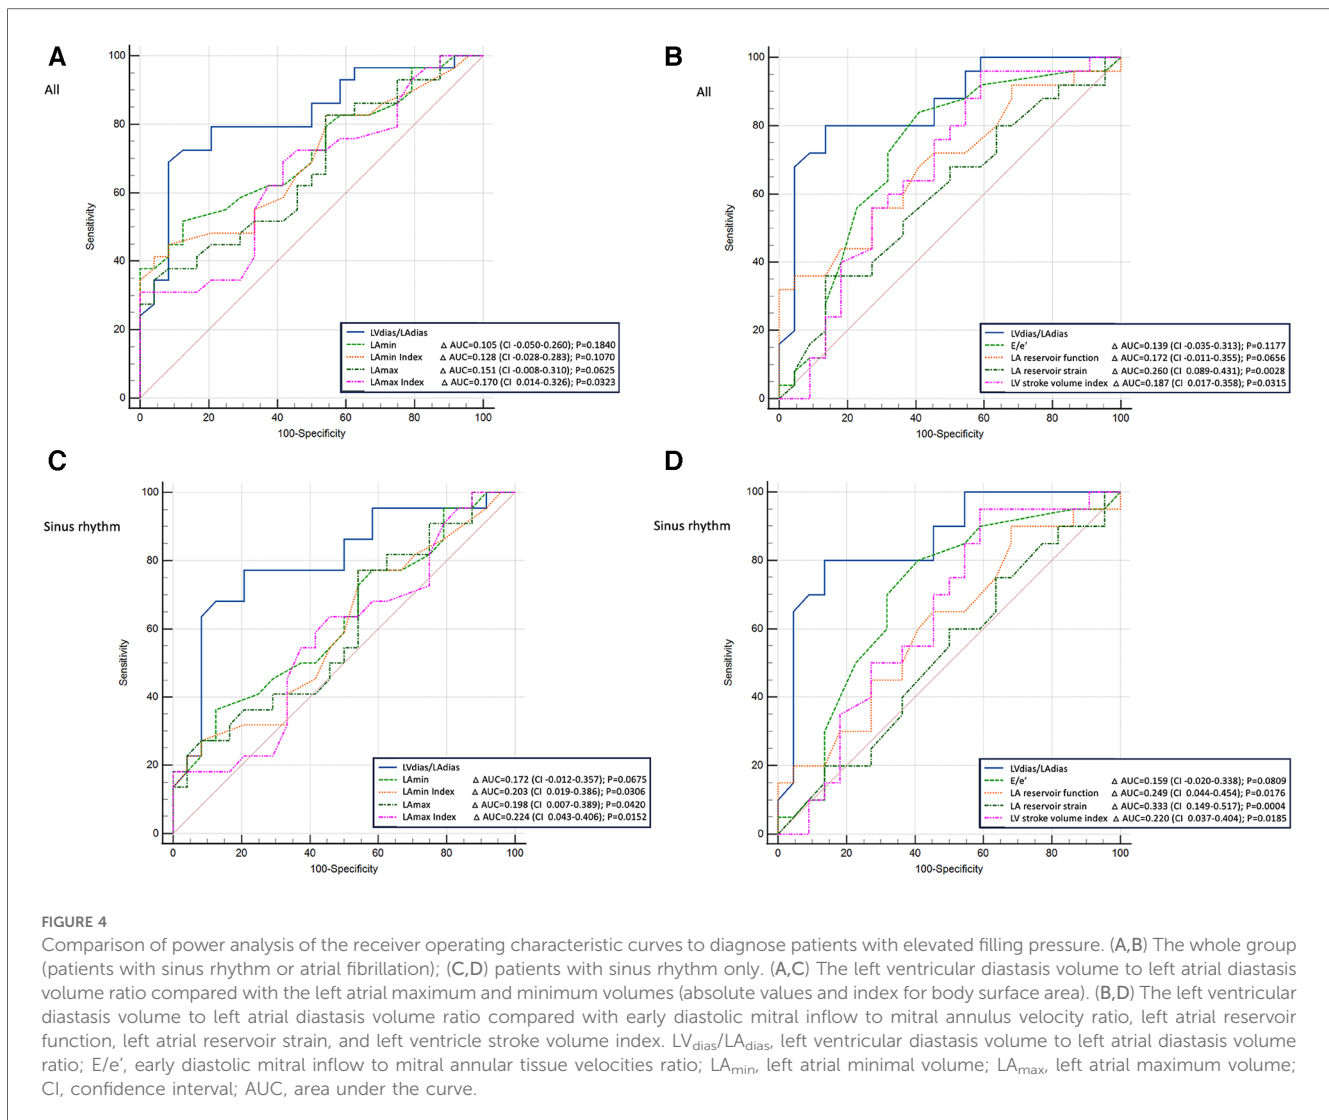 A
All
100
80
60
40
20
0
Sensitivity
0 20 40 60 80 100
100-Specificity
LVdias/LAdias
LAmin Δ AUC=0.105 (CI -0.050-0.260); P=0.1840
LAmin Index Δ AUC=0.128 (CI -0.028-0.283); P=0.1070
LAmax Δ AUC=0.151 (CI -0.008-0.310); P=0.0625
LAmax Index Δ AUC=0.170 (CI 0.014-0.326); P=0.0323
B
All
100
80
60
40
20
0
Sensitivity
0 20 40 60 80 100
100-Specificity
LVdias/LAdias
E/e' Δ AUC=0.139 (CI -0.035-0.313); P=0.1177
LA reservoir function Δ AUC=0.172 (CI -0.011-0.355); P=0.0656
LA reservoir strain Δ AUC=0.260 (CI 0.089-0.431); P=0.0028
LV stroke volume index Δ AUC=0.187 (CI 0.017-0.358); P=0.0315
C
Sinus rhythm
100
80
60
40
20
0
Sensitivity
0 20 40 60 80 100
100-Specificity
LVdias/LAdias
LAmin Δ AUC=0.172 (CI -0.012-0.357); P=0.0675
LAmin Index Δ AUC=0.203 (CI 0.019-0.386); P=0.0306
LAmax Δ AUC=0.198 (CI 0.007-0.389); P=0.0420
LAmax Index Δ AUC=0.224 (CI 0.043-0.406); P=0.0152
D
Sinus rhythm
100
80
60
40
20
0
Sensitivity
0 20 40 60 80 100
100-Specificity
LVdias/LAdias
E/e' Δ AUC=0.159 (CI -0.020-0.338); P=0.0809
LA reservoir function Δ AUC=0.249 (CI 0.044-0.454); P=0.0176
LA reservoir strain Δ AUC=0.333 (CI 0.149-0.517); P=0.0004
LV stroke volume index Δ AUC=0.220 (CI 0.037-0.404); P=0.0185
FIGURE 4
Comparison of power analysis of the receiver operating characteristic curves to diagnose patients with elevated filling pressure. (A,B) The whole group
(patients with sinus rhythm or atrial fibrillation); (C,D) patients with sinus rhythm only. (A,C) The left ventricular diastasis volume to left atrial diastasis
volume ratio compared with the left atrial maximum and minimum volumes (absolute values and index for body surface area). (B,D) The left ventricular
diastasis volume to left atrial diastasis volume ratio compared with early diastolic mitral inflow to mitral annulus velocity ratio, left atrial reservoir
function, left atrial reservoir strain, and left ventricle stroke volume index. LVdias/LAdias, left ventricular diastasis volume to left atrial diastasis volume
ratio; E/e′, early diastolic mitral inflow to mitral annular tissue velocities ratio; LAmin, left atrial minimal volume; LAmax, left atrial maximum volume;
CI, confidence interval; AUC, area under the curve.